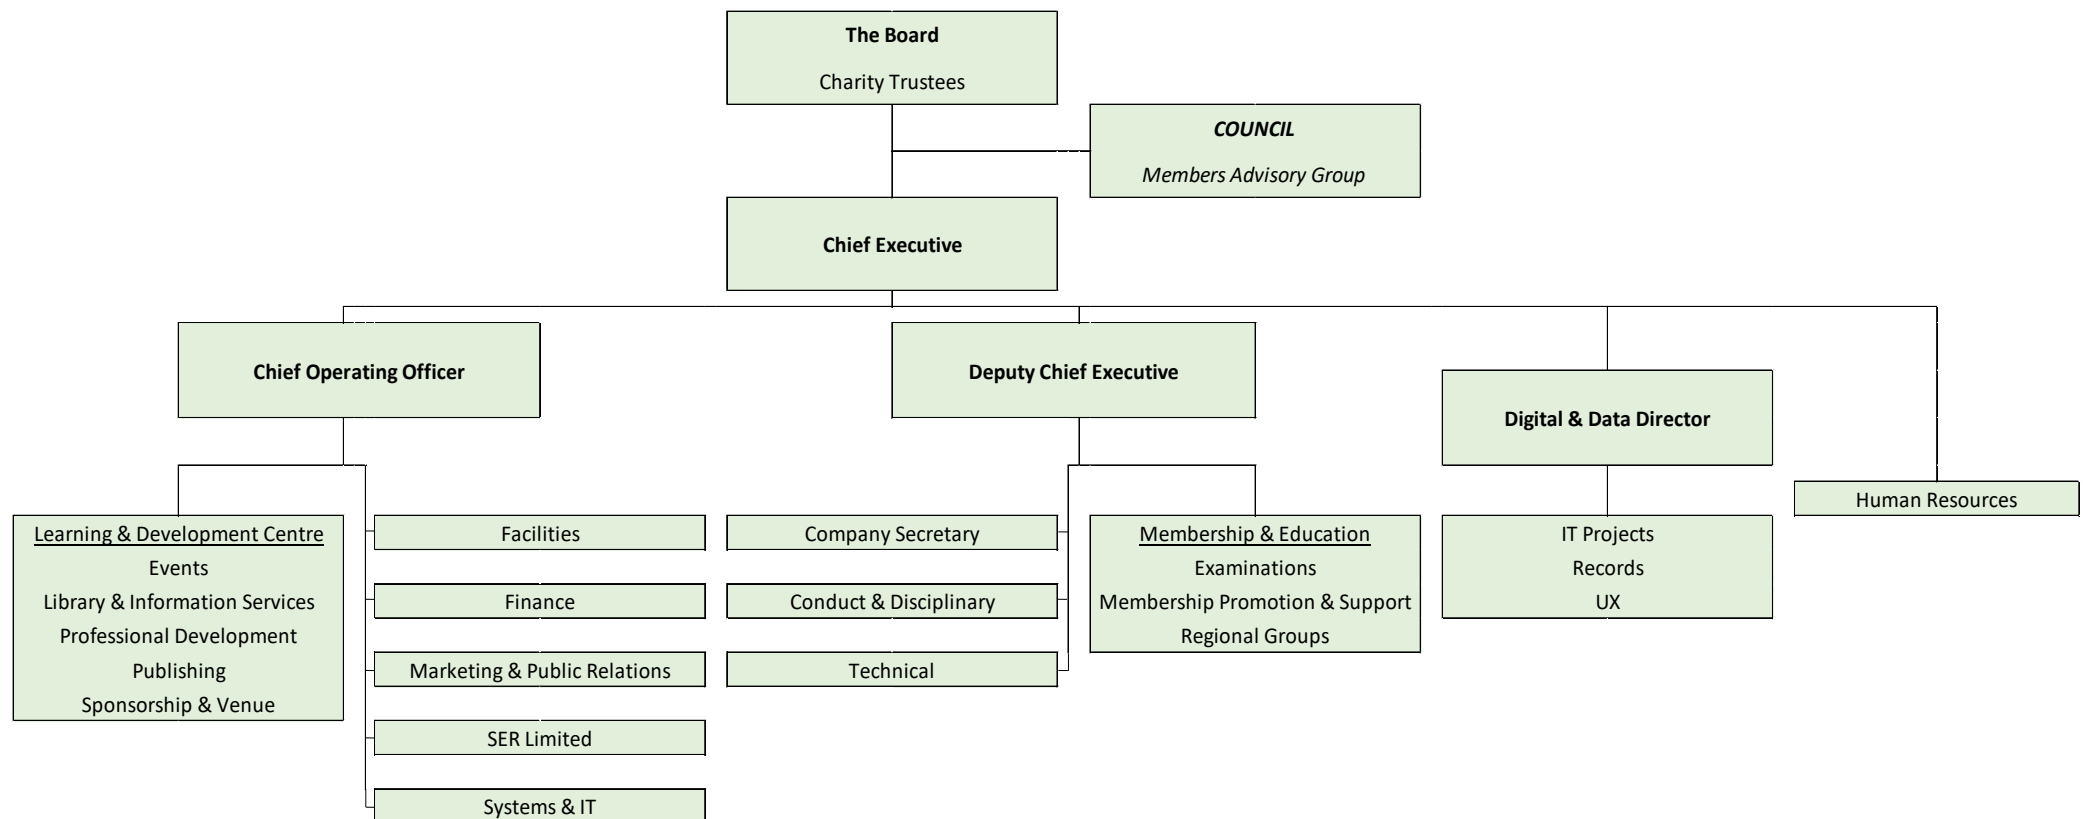 The Board
Charity Trustees
COUNCIL
Members Advisory Group
Chief Executive
Chief Operating Officer
Deputy Chief Executive
Digital & Data Director
Human Resources
Learning & Development Centre
Events
Library & Information Services
Professional Development
Publishing
Sponsorship & Venue
Facilities
Finance
Marketing & Public Relations
SER Limited
Systems & IT
Company Secretary
Conduct & Disciplinary
Technical
Membership & Education
Examinations
Membership Promotion & Support
Regional Groups
IT Projects
Records
UX